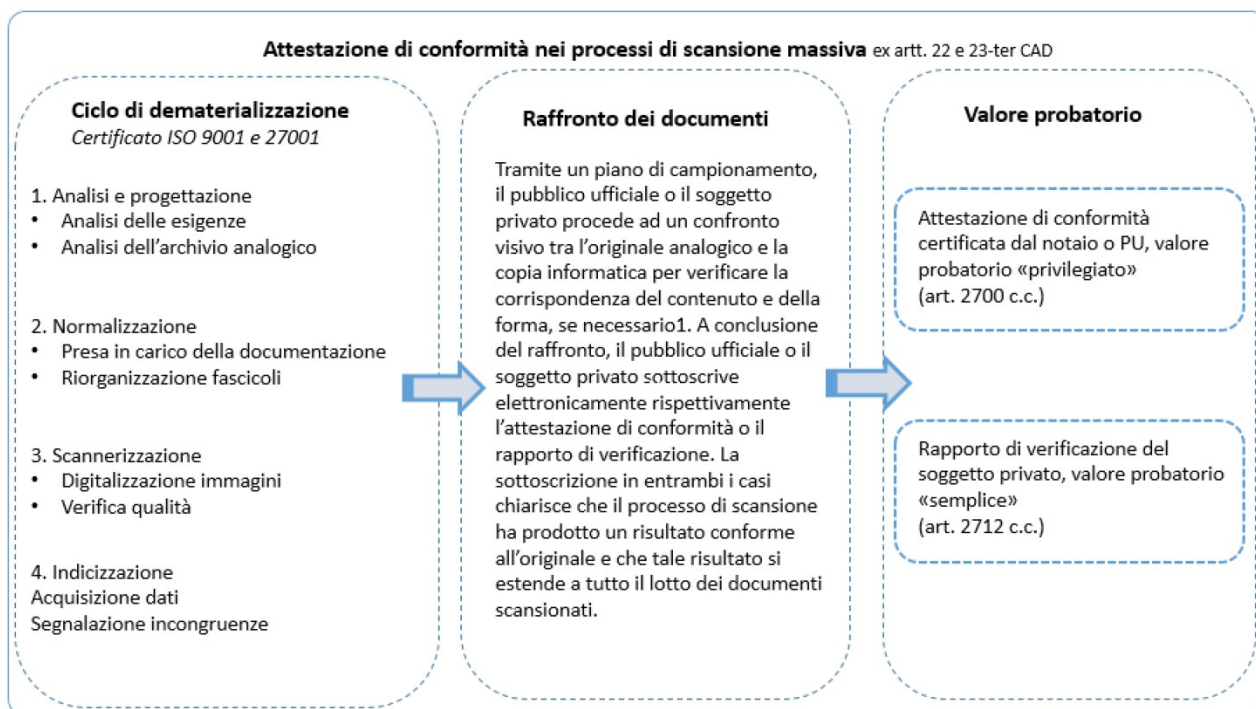 Attestazione di conformità nei processi di scansione massiva ex artt. 22 e 23-ter CAD
Ciclo di dematerializzazione
Certificato ISO 9001 e 27001
1. Analisi e progettazione
• Analisi delle esigenze
• Analisi dell’archivio analogico
2. Normalizzazione
• Presa in carico della documentazione
• Riorganizzazione fascicoli
3. Scannerizzazione
• Digitalizzazione immagini
• Verifica qualità
4. Indicizzazione
Acquisizione dati
Segnalazione incongruenze
Raffronto dei documenti
Tramite un piano di campionamento,
il pubblico ufficiale o il soggetto
privato procede ad un confronto
visivo tra l’originale analogico e la
copia informatica per verificare la
corrispondenza del contenuto e della
forma, se necessario1. A conclusione
del raffronto, il pubblico ufficiale o il
soggetto privato sottoscrive
elettronicamente rispettivamente
l’attestazione di conformità o il
rapporto di verificazione. La
sottoscrizione in entrambi i casi
chiarisce che il processo di scansione
ha prodotto un risultato conforme
all’originale e che tale risultato si
estende a tutto il lotto dei documenti
scansionati.
Valore probatorio
Attestazione di conformità
certificata dal notaio o PU, valore
probatorio «privilegiato»
(art. 2700 c.c.)
Rapporto di verificazione del
soggetto privato, valore probatorio
«semplice»
(art. 2712 c.c.)